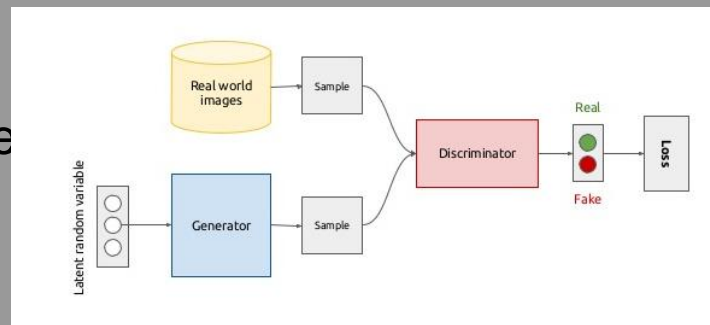 Real world
images
Sample
Real
Discriminator
Loss
Fake
e
Latent random variable
Generator
Sample